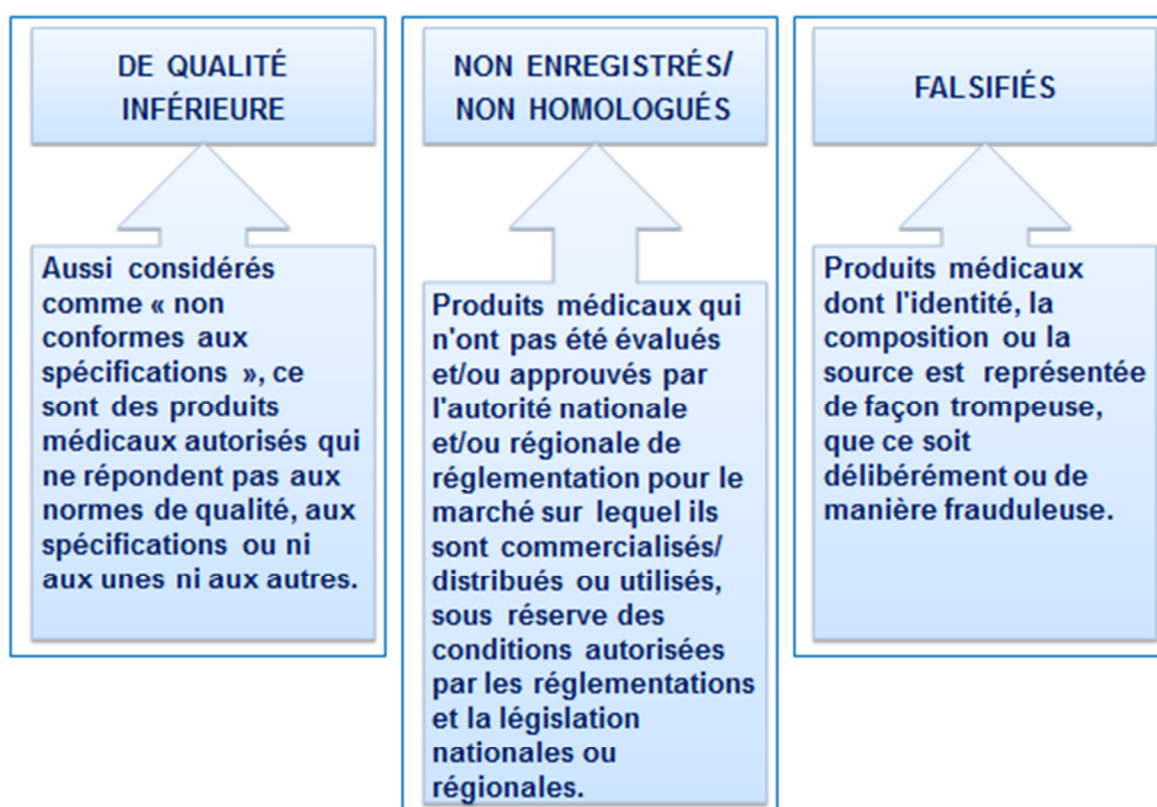 DE QUALITÉ
INFÉRIEURE
Aussi considérés
comme « non
conformes aux
spécifications », ce
sont des produits
médicaux autorisés qui
ne répondent pas aux
normes de qualité, aux
spécifications ou ni
aux unes ni aux autres.
NON ENREGISTRÉS/
NON HOMOLOGUÉS
Produits médicaux qui
n'ont pas été évalués
et/ou approuvés par
l'autorité nationale
et/ou régionale de
réglementation pour le
marché sur lequel ils
sont commercialisés/
distribués ou utilisés,
sous réserve des
conditions autorisées
par les réglementations
et la législation
nationales ou
régionales.
FALSIFIÉS
Produits médicaux
dont l'identité, la
composition ou la
source est représentée
de façon trompeuse,
que ce soit
délibérément ou de
manière frauduleuse.